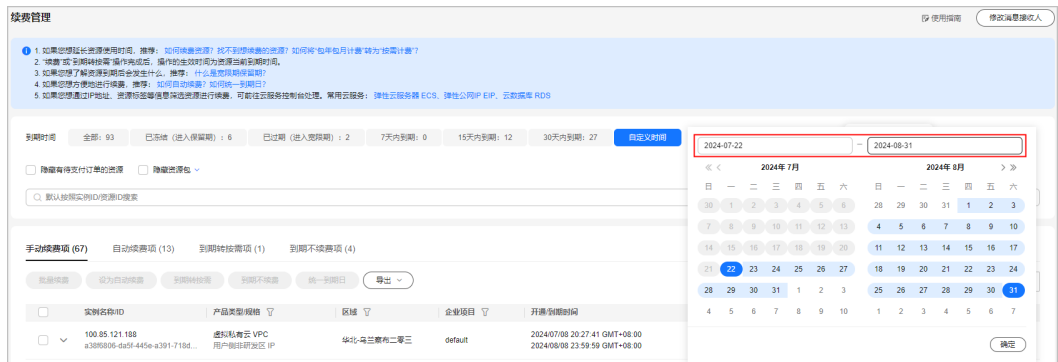 续费管理
使用指南
修改消息接收人
1. 如果您想延长资源使用时间，推荐： 如何续费资源？找不到想续费的资源？如何将“包年包月计费”转为“按需计费”？
2. “续费”或“到期转按需”操作完成后，操作的生效时间为资源当前到期时间。
3. 如果您想了解资源到期后会发生什么，推荐： 什么是宽限期保留期？
4. 如果您想方便地进行续费，推荐： 如何自动续费？如何统一到期日？
5. 如果您想通过IP地址、资源标签等信息筛选资源进行续费，可前往云服务控制台处理。常用云服务： 弹性云服务器 ECS、弹性公网IP EIP、云数据库 RDS
到期时间 全部：93 已冻结（进入保留期）：6 已过期（进入宽限期）：2 7天内到期：0 15天内到期：12 30天内到期：27 自定义时间
隐藏有待支付订单的资源 隐藏资源包
默认按照实例ID/资源ID搜索
手动续费项 (67) 自动续费项 (13) 到期转按需项 (1) 到期不续费项 (4)
批量续费 设为自动续费 到期转按需 到期不续费 统一到期日 导出
实例名称/ID 产品类型/规格 区域 企业项目 开通/到期时间
100.85.121.188 虚拟私有云 VPC 华北-乌兰察布二零三 default 2024/07/08 20:27:41 GMT+08:00
a38f6806-da5f-445e-a391-718d... 用户侧非研发区 IP 2024/08/08 23:59:59 GMT+08:00
2024-07-22 – 2024-08-31
2024年 7月 2024年 8月
日 一 二 三 四 五 六 日 一 二 三 四 五 六
30 1 2 3 4 5 6 28 29 30 31 1 2 3
7 8 9 10 11 12 13 4 5 6 7 8 9 10
14 15 16 17 18 19 20 11 12 13 14 15 16 17
21 22 23 24 25 26 27 18 19 20 21 22 23 24
28 29 30 31 1 2 3 25 26 27 28 29 30 31
4 5 6 7 8 9 10 1 2 3 4 5 6 7
确定